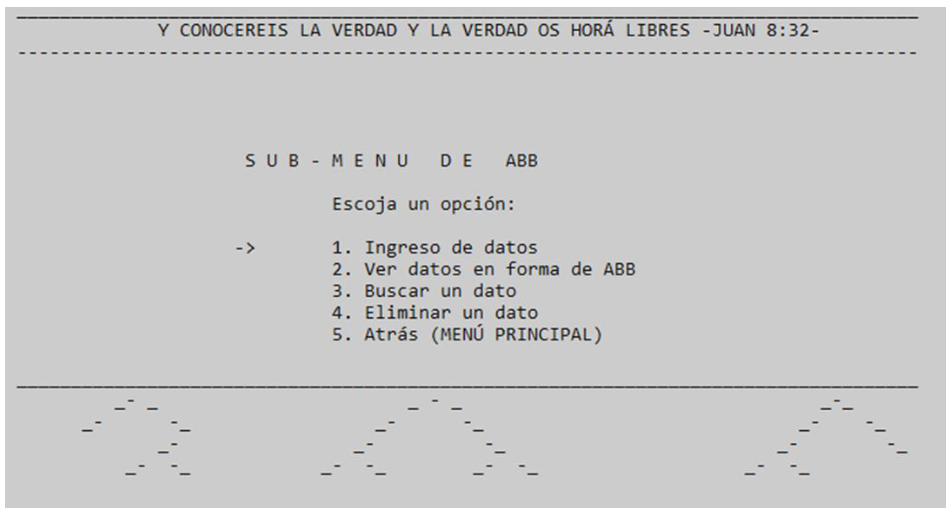 Y CONOCEREIS LA VERDAD Y LA VERDAD OS HORÁ LIBRES -JUAN 8:32-
S U B - M E N U D E ABB
Escoja un opción:
-> 1. Ingreso de datos
2. Ver datos en forma de ABB
3. Buscar un dato
4. Eliminar un dato
5. Atrás (MENÚ PRINCIPAL)